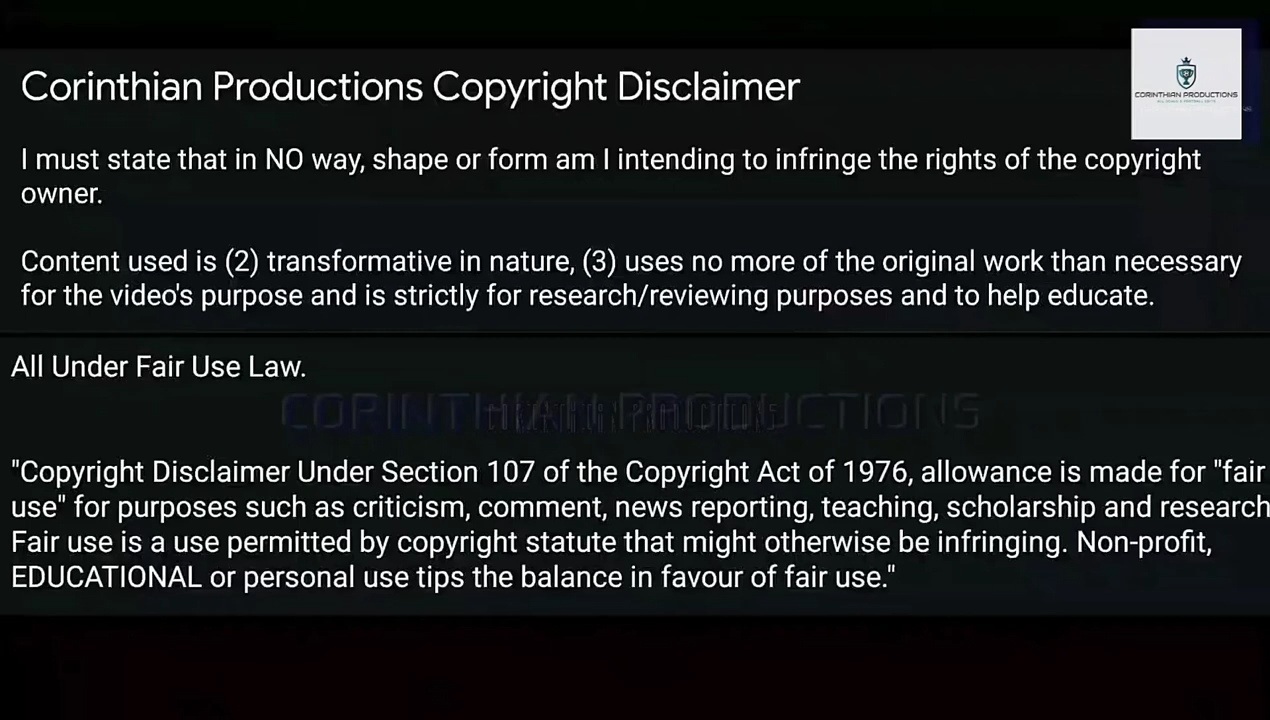 Corinthian Productions Copyright Disclaimer
CORINTHIAN PRODUCTIONS
I must state that in NO way, shape or form am I intending to infringe the rights of the copyright
owner.
Content used is (2) transformative in nature, (3) uses no more of the original work than necessary
for the video's purpose and is strictly for research/reviewing purposes and to help educate.
All Under Fair Use Law.
CORINTHIAN PRODUCTIONS
"Copyright Disclaimer Under Section 107 of the Copyright Act of 1976, allowance is made for "fair
use" for purposes such as criticism, comment, news reporting, teaching, scholarship and research
Fair use is a use permitted by copyright statute that might otherwise be infringing. Non-profit,
EDUCATIONAL or personal use tips the balance in favour of fair use."